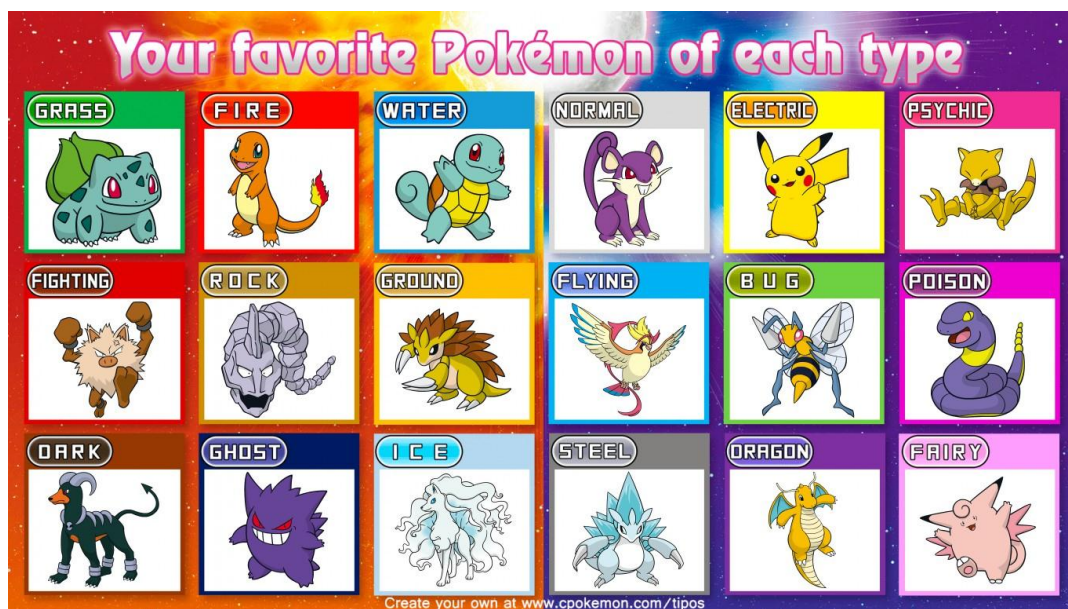 Your favorite Pokémon of each type
GRASS
FIRE
WATER
NORMAL
ELECTRIC
PSYCHIC
FIGHTING
ROCK
GROUND
FLYING
BUG
POISON
DARK
GHOST
ICE
STEEL
DRAGON
FAIRY
Create your own at www.cpokemon.com/tipos